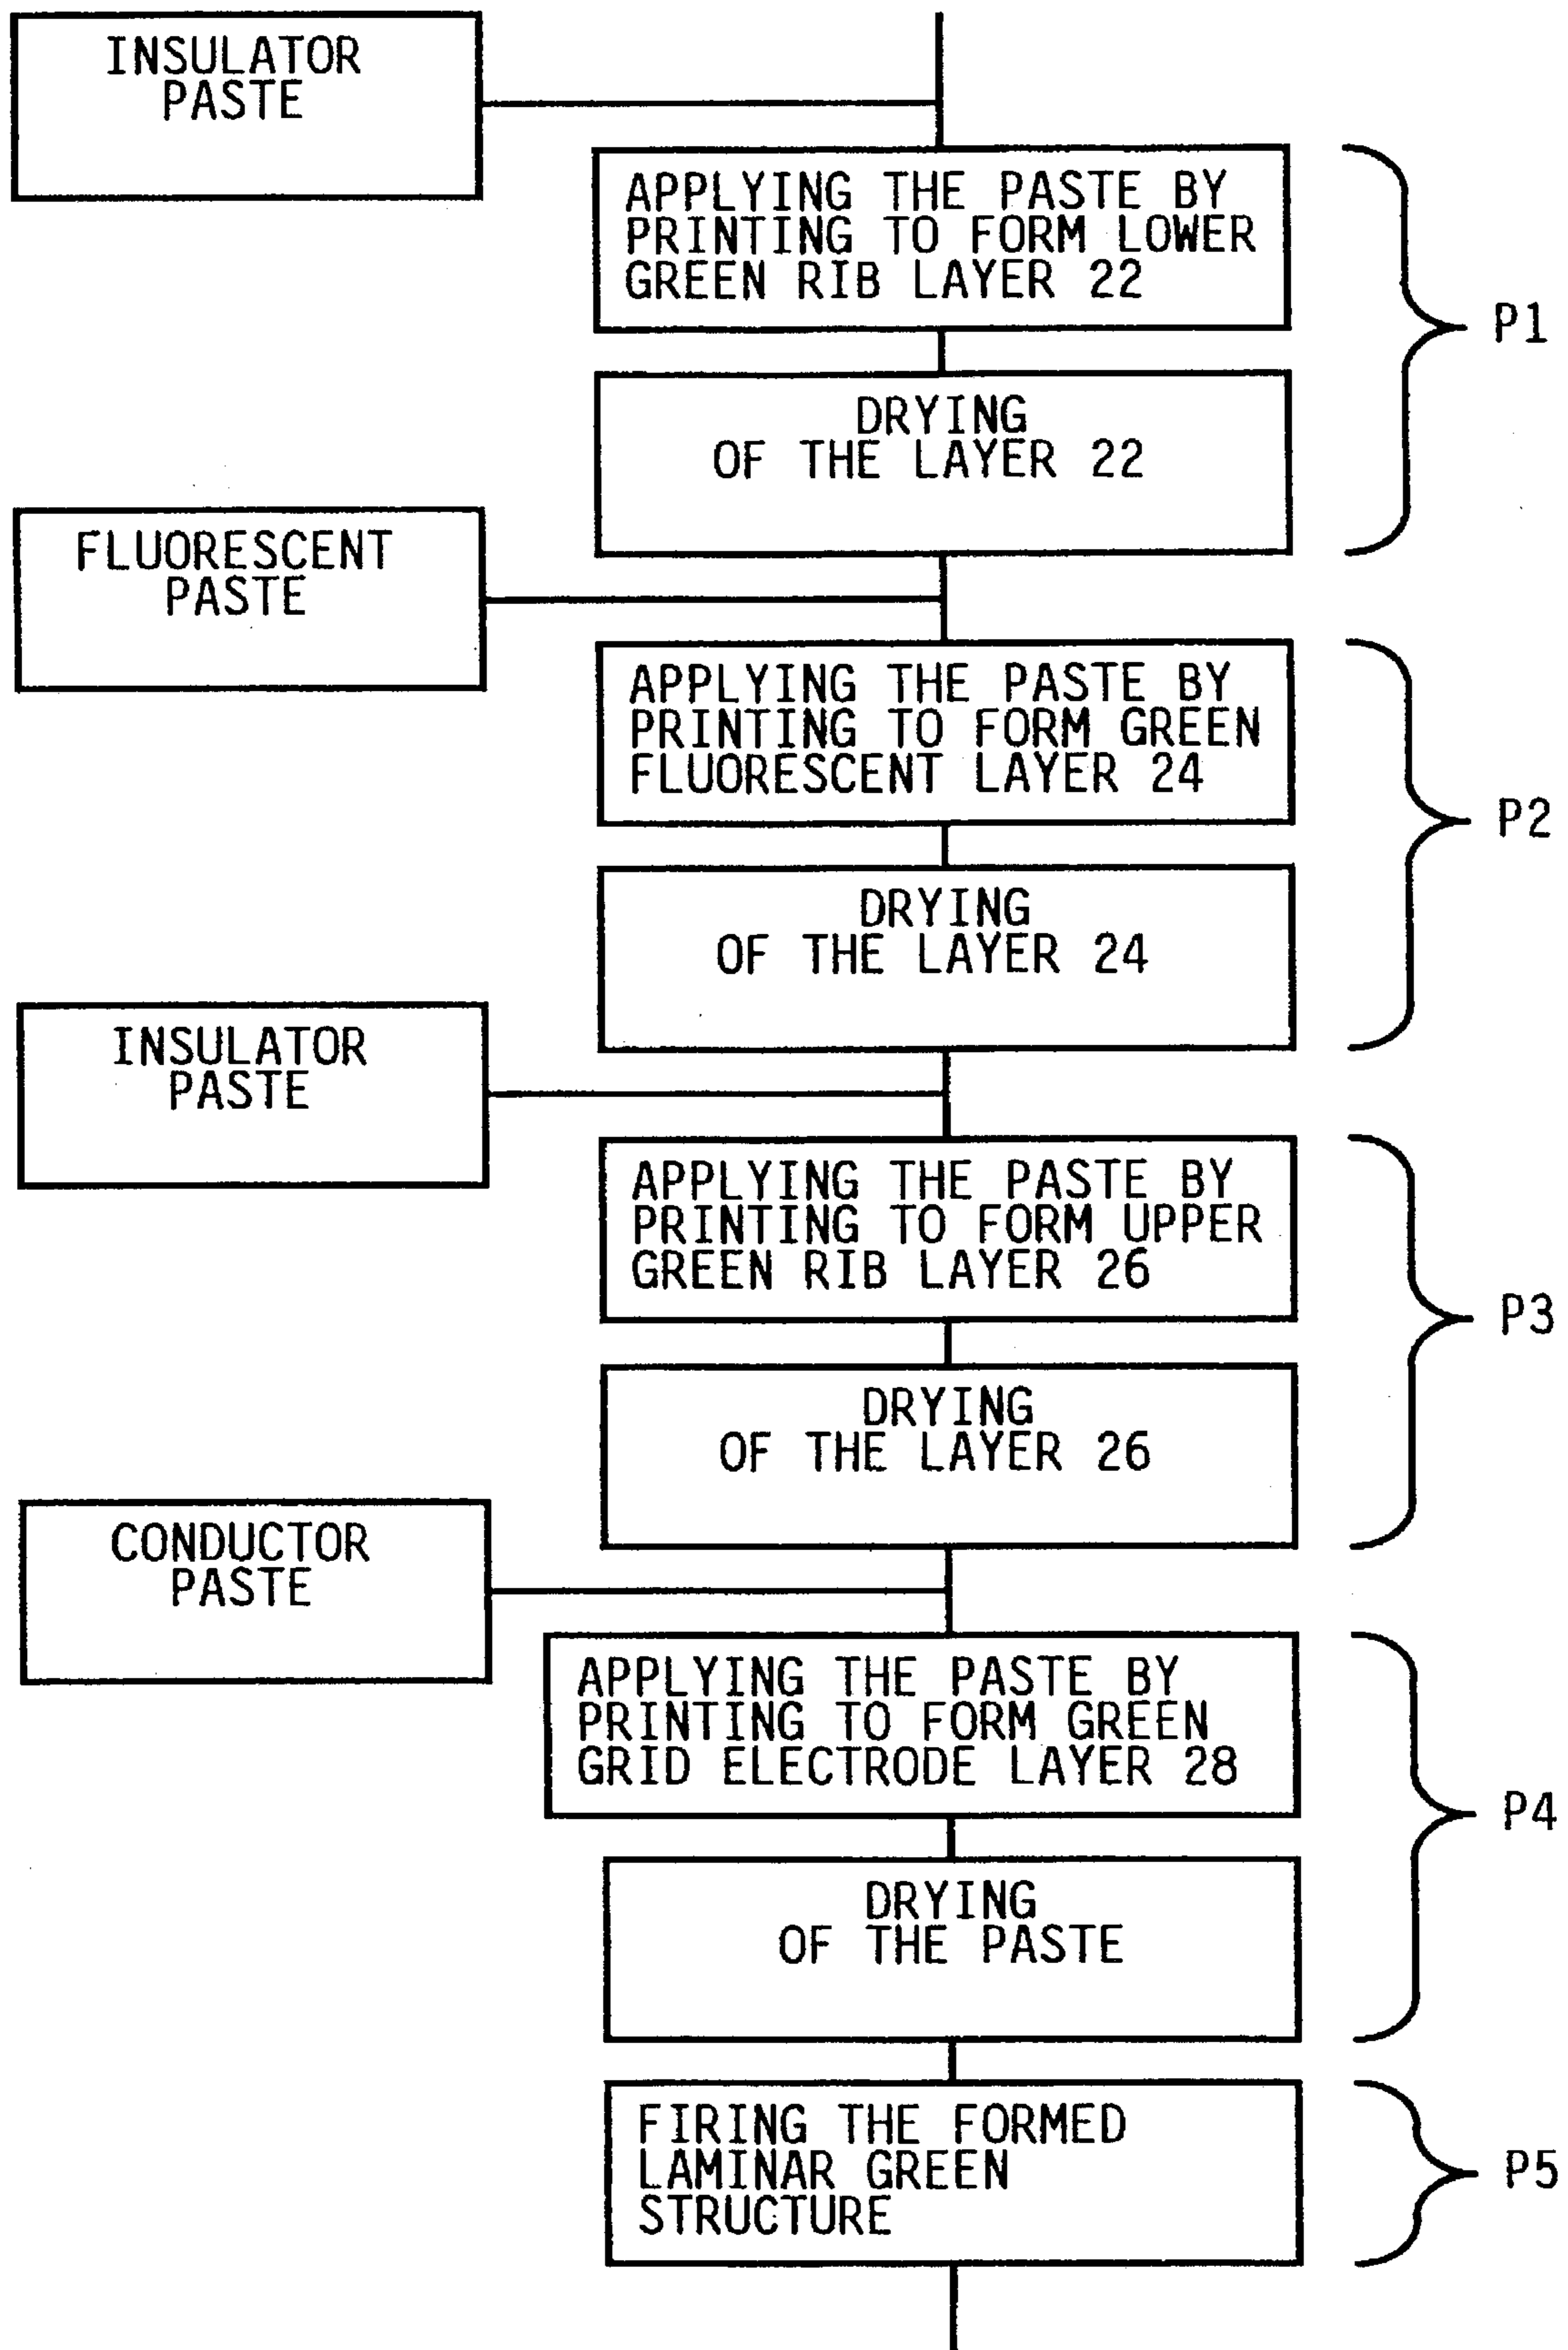 INSULATOR
PASTE
APPLYING THE PASTE BY
PRINTING TO FORM LOWER
GREEN RIB LAYER 22
P1
DRYING
OF THE LAYER 22
FLUORESCENT
PASTE
APPLYING THE PASTE BY
PRINTING TO FORM GREEN
FLUORESCENT LAYER 24
P2
DRYING
OF THE LAYER 24
INSULATOR
PASTE
APPLYING THE PASTE BY
PRINTING TO FORM UPPER
GREEN RIB LAYER 26
P3
DRYING
OF THE LAYER 26
CONDUCTOR
PASTE
APPLYING THE PASTE BY
PRINTING TO FORM GREEN
GRID ELECTRODE LAYER 28
P4
DRYING
OF THE PASTE
FIRING THE FORMED
LAMINAR GREEN
STRUCTURE
P5